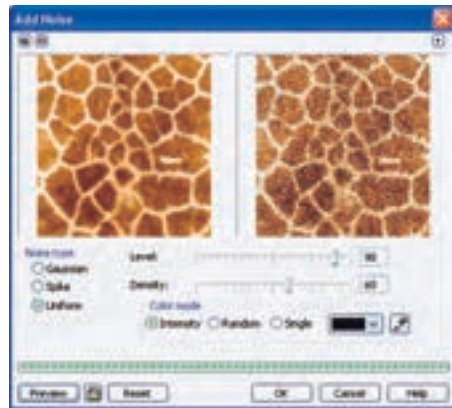 Add Noise
Noise type
Gaussian
Spike
Uniform
Level:
Density:
Color mode
Intensity Random Single
Preview Reset OK Cancel Help